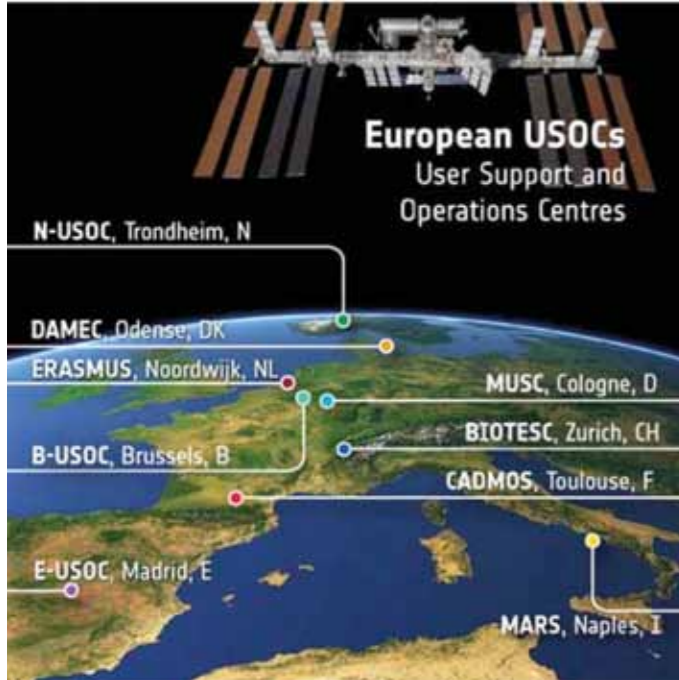 European USOCs
User Support and
Operations Centres
N-USOC, Trondheim, N
DAMEC, Odense, DK
ERASMUS, Noordwijk, NL
MUSC, Cologne, D
BIOTESC, Zurich, CH
B-USOC, Brussels, B
CADMOS, Toulouse, F
E-USOC, Madrid, E
MARS, Naples, I